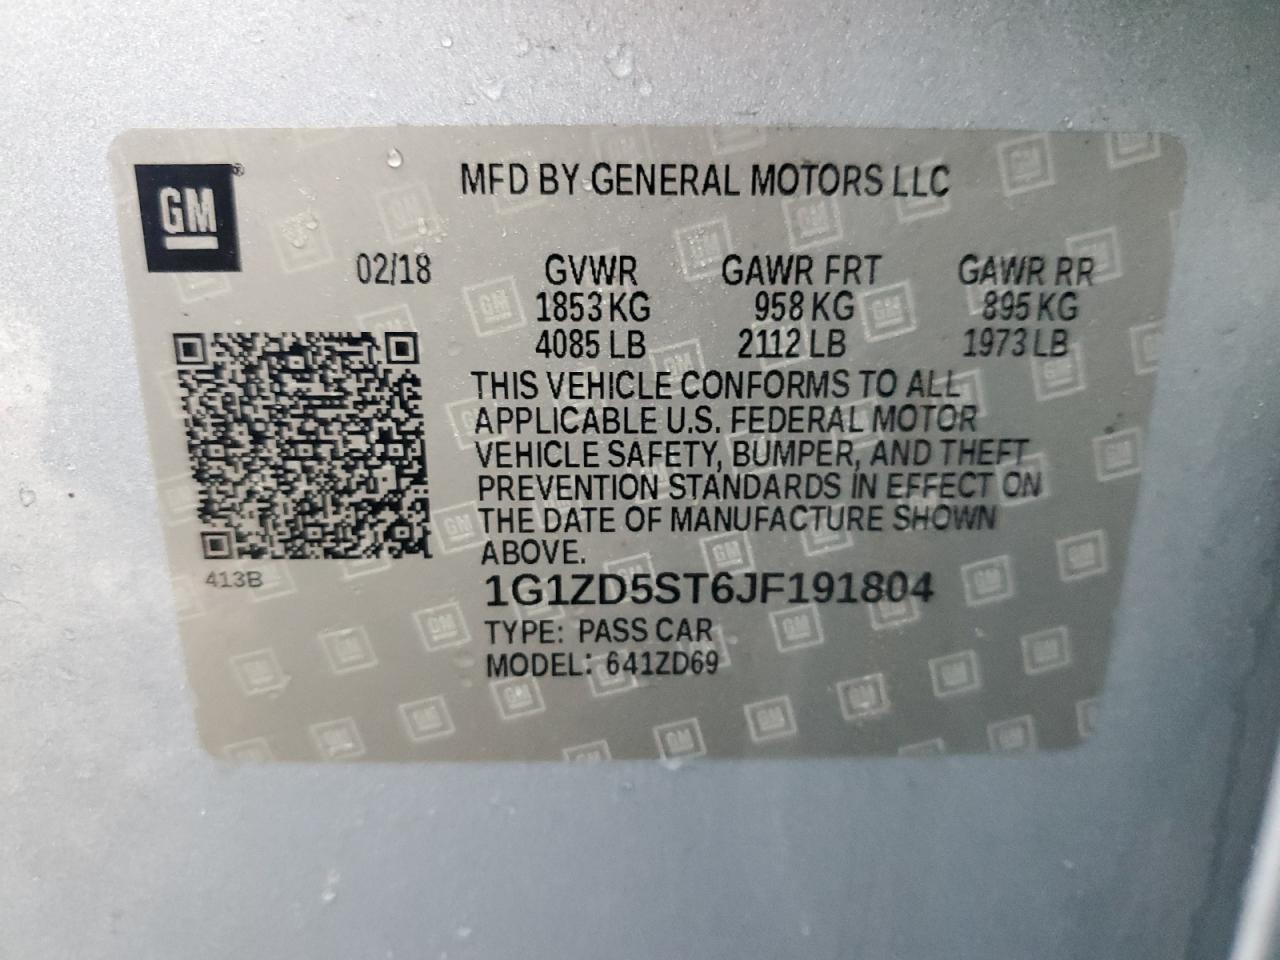 MFD BY GENERAL MOTORS LLC
GM®
02/18 GVWR GAWR FRT GAWR RR
1853 KG 958 KG 895 KG
4085 LB 2112 LB 1973 LB
THIS VEHICLE CONFORMS TO ALL
APPLICABLE U.S. FEDERAL MOTOR
VEHICLE SAFETY, BUMPER, AND THEFT
PREVENTION STANDARDS IN EFFECT ON
THE DATE OF MANUFACTURE SHOWN
ABOVE.
413B
1G1ZD5ST6JF191804
TYPE: PASS CAR
MODEL: 641ZD69